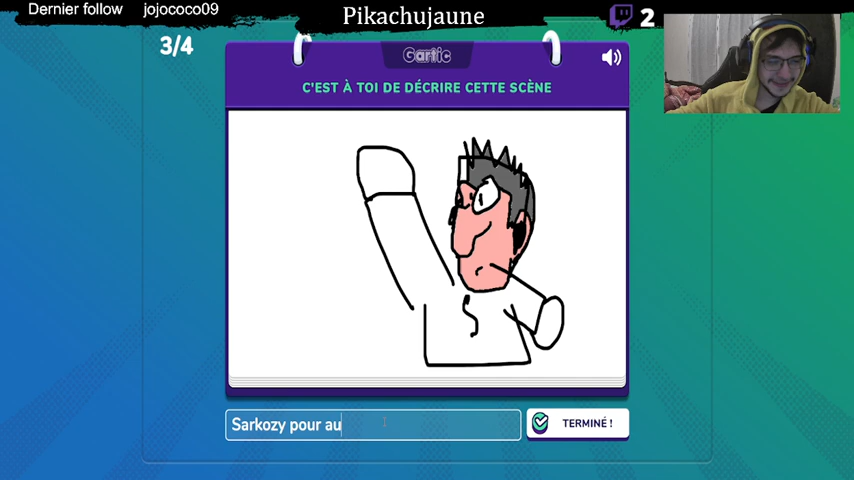 Dernier follow jojococo09
Pikachujaune
2
3/4
Gartic
C'EST À TOI DE DÉCRIRE CETTE SCÈNE
S
Sarkozy pour au
TERMINÉ !